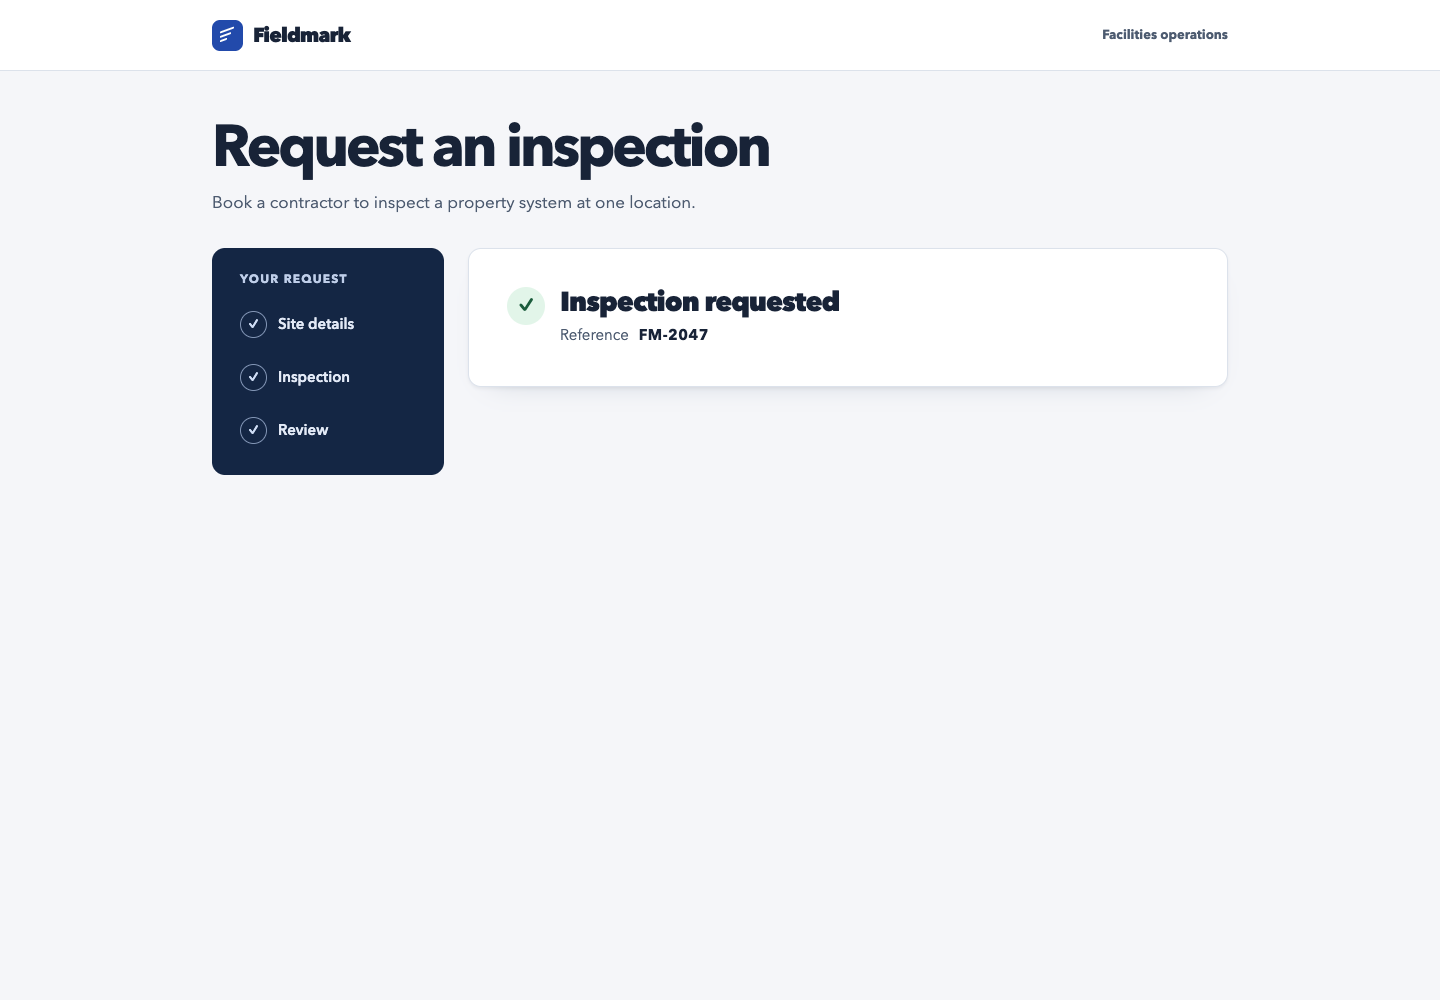 Fieldmark
Facilities operations
Request an inspection
Book a contractor to inspect a property system at one location.
YOUR REQUEST
Site details
Inspection
Review
Inspection requested
Reference FM-2047